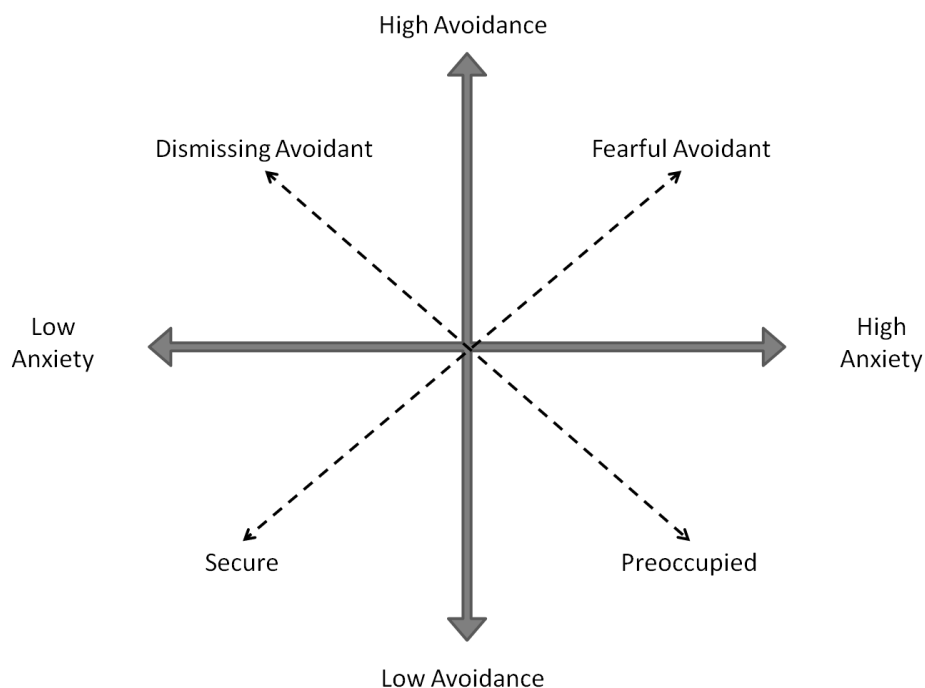 High Avoidance
Dismissing Avoidant
Fearful Avoidant
Low
Anxiety
High
Anxiety
Secure
Preoccupied
Low Avoidance